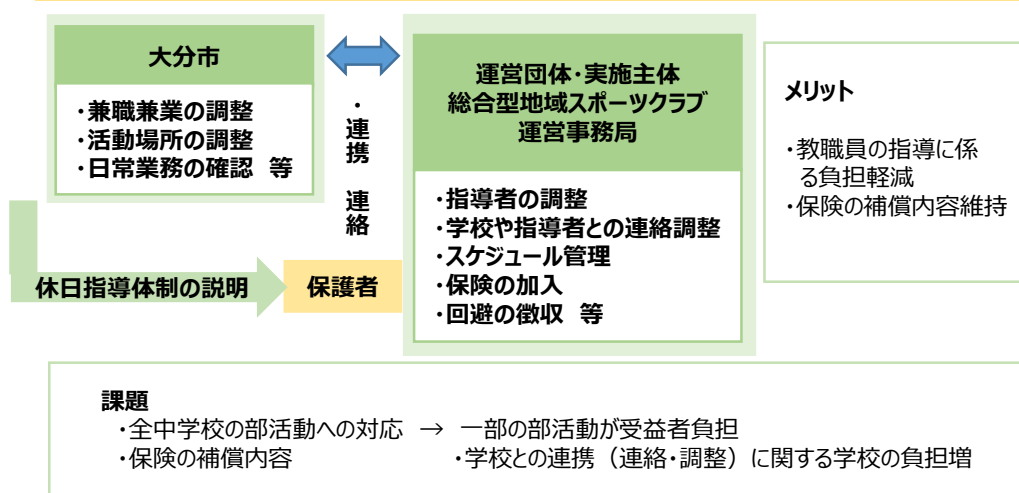 大分市
・兼職兼業の調整
・活動場所の調整
・日常業務の確認 等
・連携 連絡
運営団体・実施主体
総合型地域スポーツクラブ
運営事務局
・指導者の調整
・学校や指導者との連絡調整
・スケジュール管理
・保険の加入
・回避の徴収 等
メリット
・教職員の指導に係
る負担軽減
・保険の補償内容維持
休日指導体制の説明
保護者
課題
・全中学校の部活動への対応 → 一部の部活動が受益者負担
・保険の補償内容 ・学校との連携（連絡・調整）に関する学校の負担増